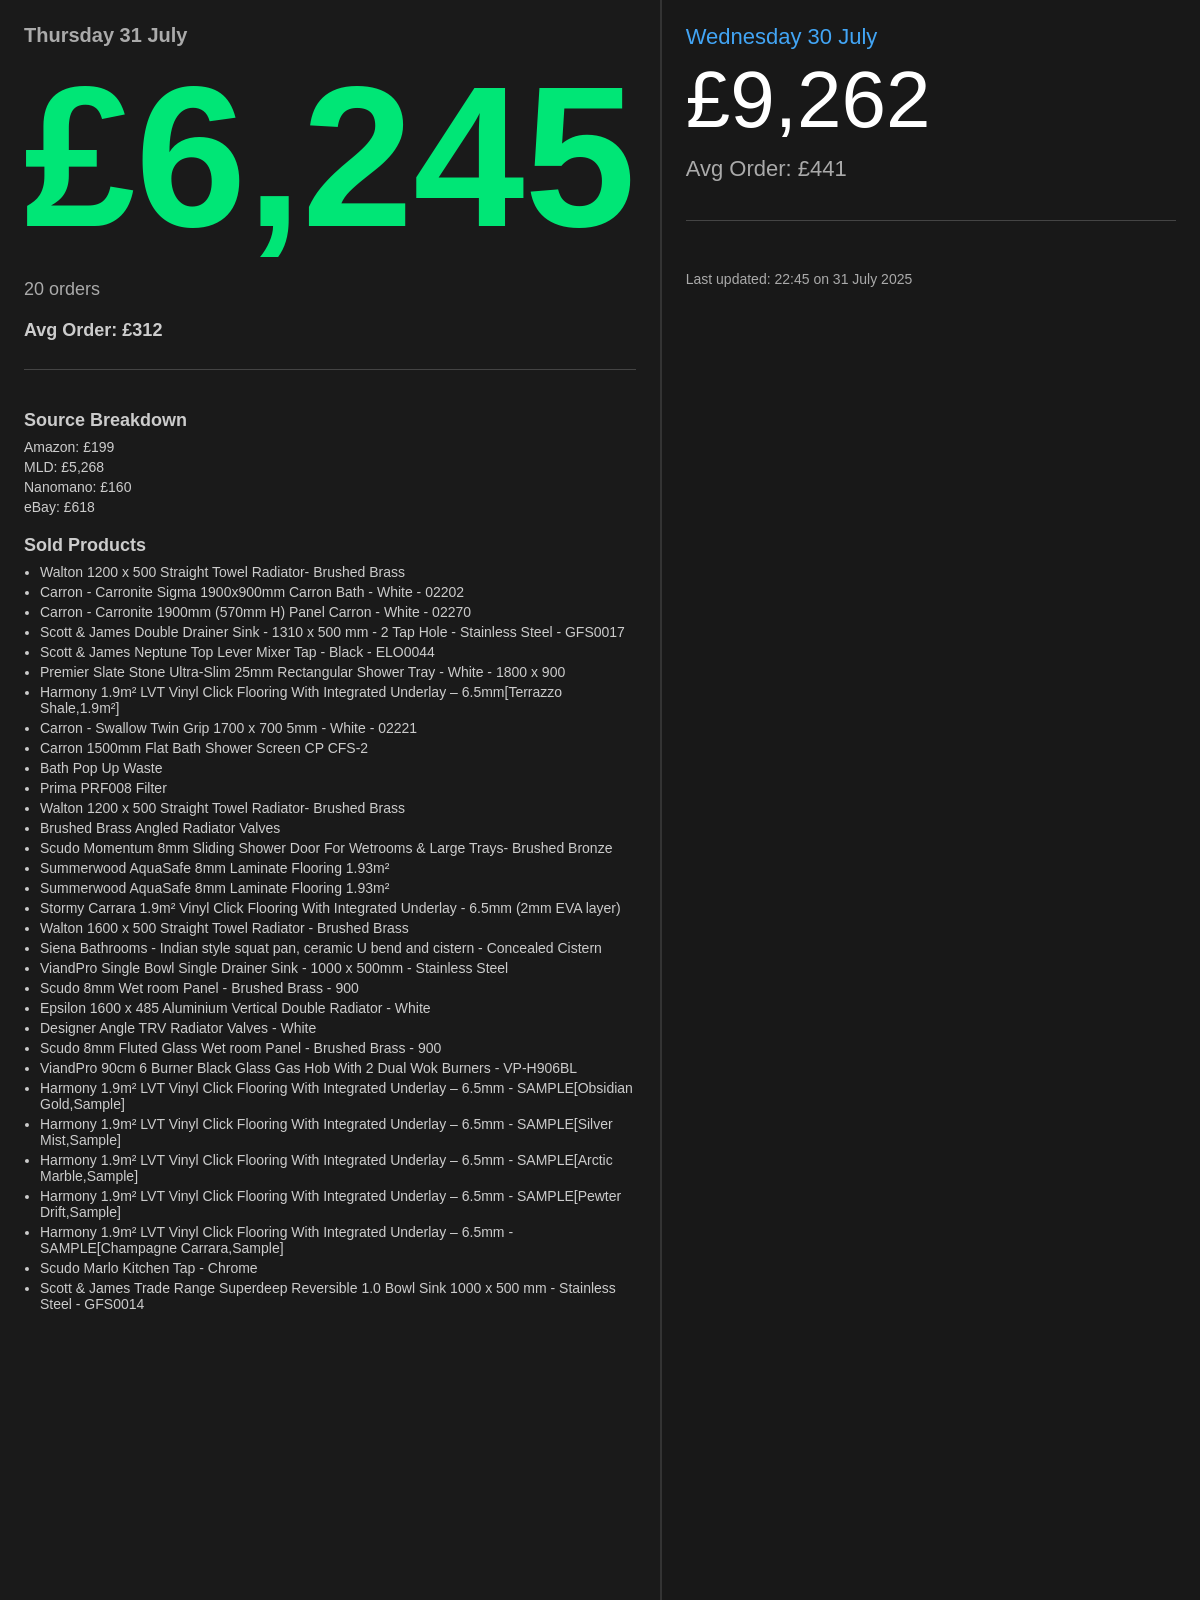 Thursday 31 July
£6,245
20 orders
Avg Order: £312
Source Breakdown
Amazon: £199
MLD: £5,268
Nanomano: £160
eBay: £618
Sold Products
• Walton 1200 x 500 Straight Towel Radiator- Brushed Brass
• Carron - Carronite Sigma 1900x900mm Carron Bath - White - 02202
• Carron - Carronite 1900mm (570mm H) Panel Carron - White - 02270
• Scott & James Double Drainer Sink - 1310 x 500 mm - 2 Tap Hole - Stainless Steel - GFS0017
• Scott & James Neptune Top Lever Mixer Tap - Black - ELO0044
• Premier Slate Stone Ultra-Slim 25mm Rectangular Shower Tray - White - 1800 x 900
• Harmony 1.9m² LVT Vinyl Click Flooring With Integrated Underlay – 6.5mm[Terrazzo
Shale,1.9m²]
• Carron - Swallow Twin Grip 1700 x 700 5mm - White - 02221
• Carron 1500mm Flat Bath Shower Screen CP CFS-2
• Bath Pop Up Waste
• Prima PRF008 Filter
• Walton 1200 x 500 Straight Towel Radiator- Brushed Brass
• Brushed Brass Angled Radiator Valves
• Scudo Momentum 8mm Sliding Shower Door For Wetrooms & Large Trays- Brushed Bronze
• Summerwood AquaSafe 8mm Laminate Flooring 1.93m²
• Summerwood AquaSafe 8mm Laminate Flooring 1.93m²
• Stormy Carrara 1.9m² Vinyl Click Flooring With Integrated Underlay - 6.5mm (2mm EVA layer)
• Walton 1600 x 500 Straight Towel Radiator - Brushed Brass
• Siena Bathrooms - Indian style squat pan, ceramic U bend and cistern - Concealed Cistern
• ViandPro Single Bowl Single Drainer Sink - 1000 x 500mm - Stainless Steel
• Scudo 8mm Wet room Panel - Brushed Brass - 900
• Epsilon 1600 x 485 Aluminium Vertical Double Radiator - White
• Designer Angle TRV Radiator Valves - White
• Scudo 8mm Fluted Glass Wet room Panel - Brushed Brass - 900
• ViandPro 90cm 6 Burner Black Glass Gas Hob With 2 Dual Wok Burners - VP-H906BL
• Harmony 1.9m² LVT Vinyl Click Flooring With Integrated Underlay – 6.5mm - SAMPLE[Obsidian
Gold,Sample]
• Harmony 1.9m² LVT Vinyl Click Flooring With Integrated Underlay – 6.5mm - SAMPLE[Silver
Mist,Sample]
• Harmony 1.9m² LVT Vinyl Click Flooring With Integrated Underlay – 6.5mm - SAMPLE[Arctic
Marble,Sample]
• Harmony 1.9m² LVT Vinyl Click Flooring With Integrated Underlay – 6.5mm - SAMPLE[Pewter
Drift,Sample]
• Harmony 1.9m² LVT Vinyl Click Flooring With Integrated Underlay – 6.5mm -
SAMPLE[Champagne Carrara,Sample]
• Scudo Marlo Kitchen Tap - Chrome
• Scott & James Trade Range Superdeep Reversible 1.0 Bowl Sink 1000 x 500 mm - Stainless
Steel - GFS0014
Wednesday 30 July
£9,262
Avg Order: £441
Last updated: 22:45 on 31 July 2025